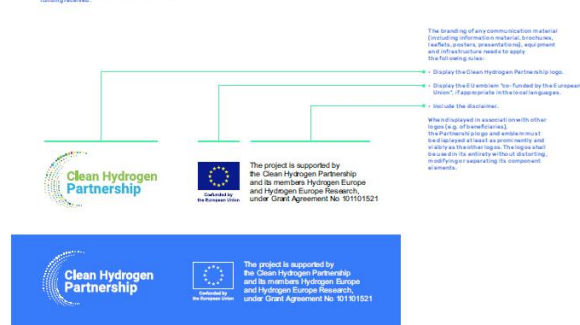 funding received.
The branding of any communication material
(including information material, brochures,
leaflets, posters, presentations), equipment
and infrastructure needs to apply
the following rules:
• Display the Clean Hydrogen Partnership logo.
• Display the EU emblem "co-funded by the European
Union", if appropriate in the local languages.
• Include the disclaimer.
When displayed in association with other
logos (e.g. of beneficiaries),
the Partnership logo and emblem must
be displayed at least as prominently and
visibly as the other logos. The logos shall
be used in its entirety without distorting,
modifying or separating its component
elements.
Clean Hydrogen
Partnership
Co-funded by
the European Union
The project is supported by
the Clean Hydrogen Partnership
and its members Hydrogen Europe
and Hydrogen Europe Research,
under Grant Agreement No 101101521
Clean Hydrogen
Partnership
Co-funded by
the European Union
The project is supported by
the Clean Hydrogen Partnership
and its members Hydrogen Europe
and Hydrogen Europe Research,
under Grant Agreement No 101101521